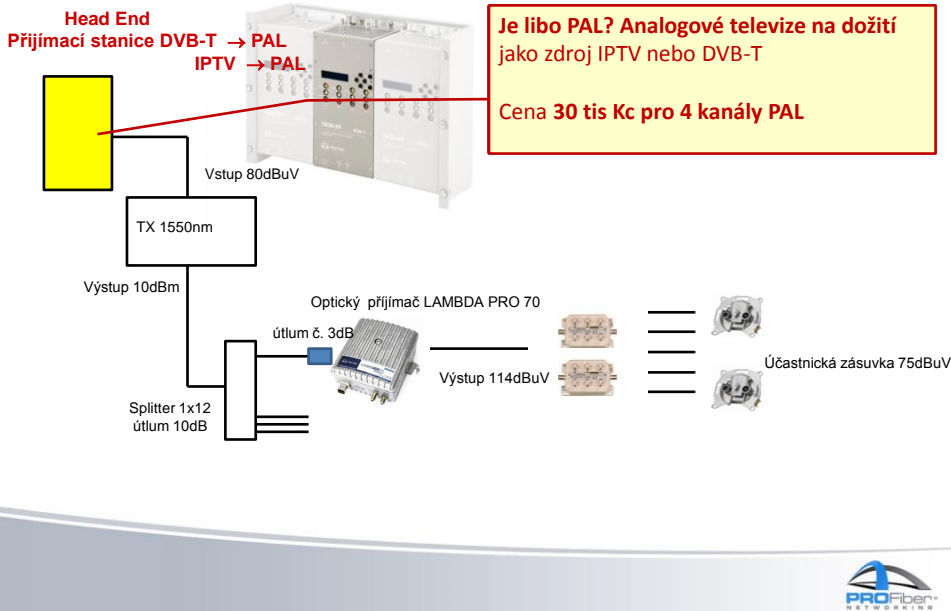 Head End
Přijímací stanice DVB-T → PAL
IPTV → PAL
Je libo PAL? Analogové televize na dožití
jako zdroj IPTV nebo DVB-T
Cena 30 tis Kc pro 4 kanály PAL
Vstup 80dBuV
TX 1550nm
Výstup 10dBm
Optický příjímač LAMBDA PRO 70
útlum č. 3dB
Výstup 114dBuV
Účastnická zásuvka 75dBuV
Splitter 1x12
útlum 10dB
PROFiber
NETWORKING